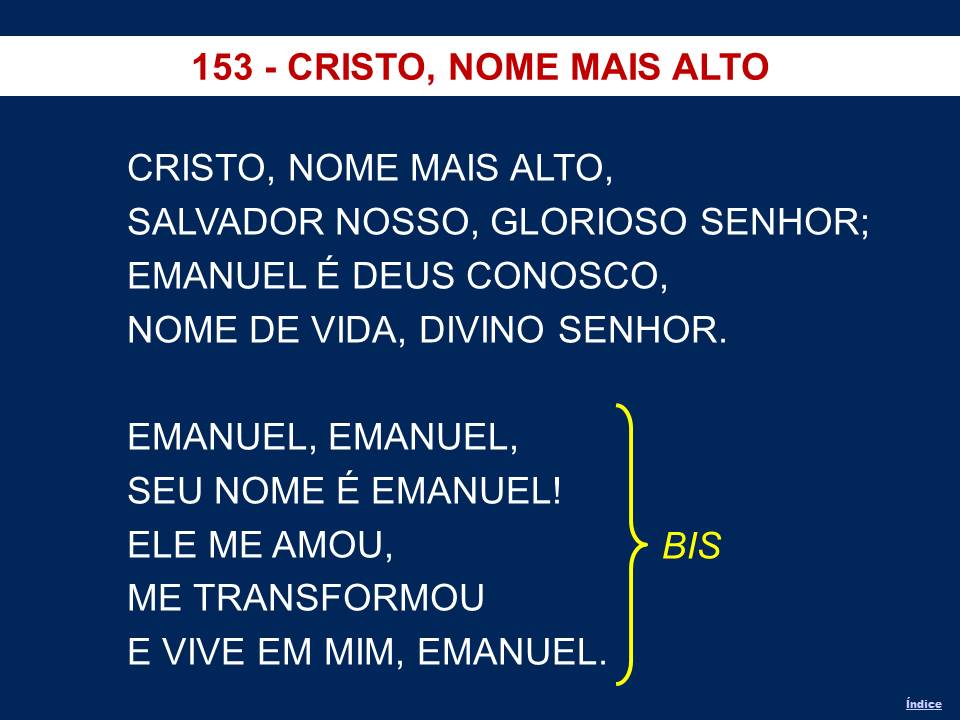 153 - CRISTO, NOME MAIS ALTO
CRISTO, NOME MAIS ALTO,
SALVADOR NOSSO, GLORIOSO SENHOR;
EMANUEL É DEUS CONOSCO,
NOME DE VIDA, DIVINO SENHOR.
EMANUEL, EMANUEL,
SEU NOME É EMANUEL!
ELE ME AMOU,
ME TRANSFORMOU
E VIVE EM MIM, EMANUEL.
BIS
Índice